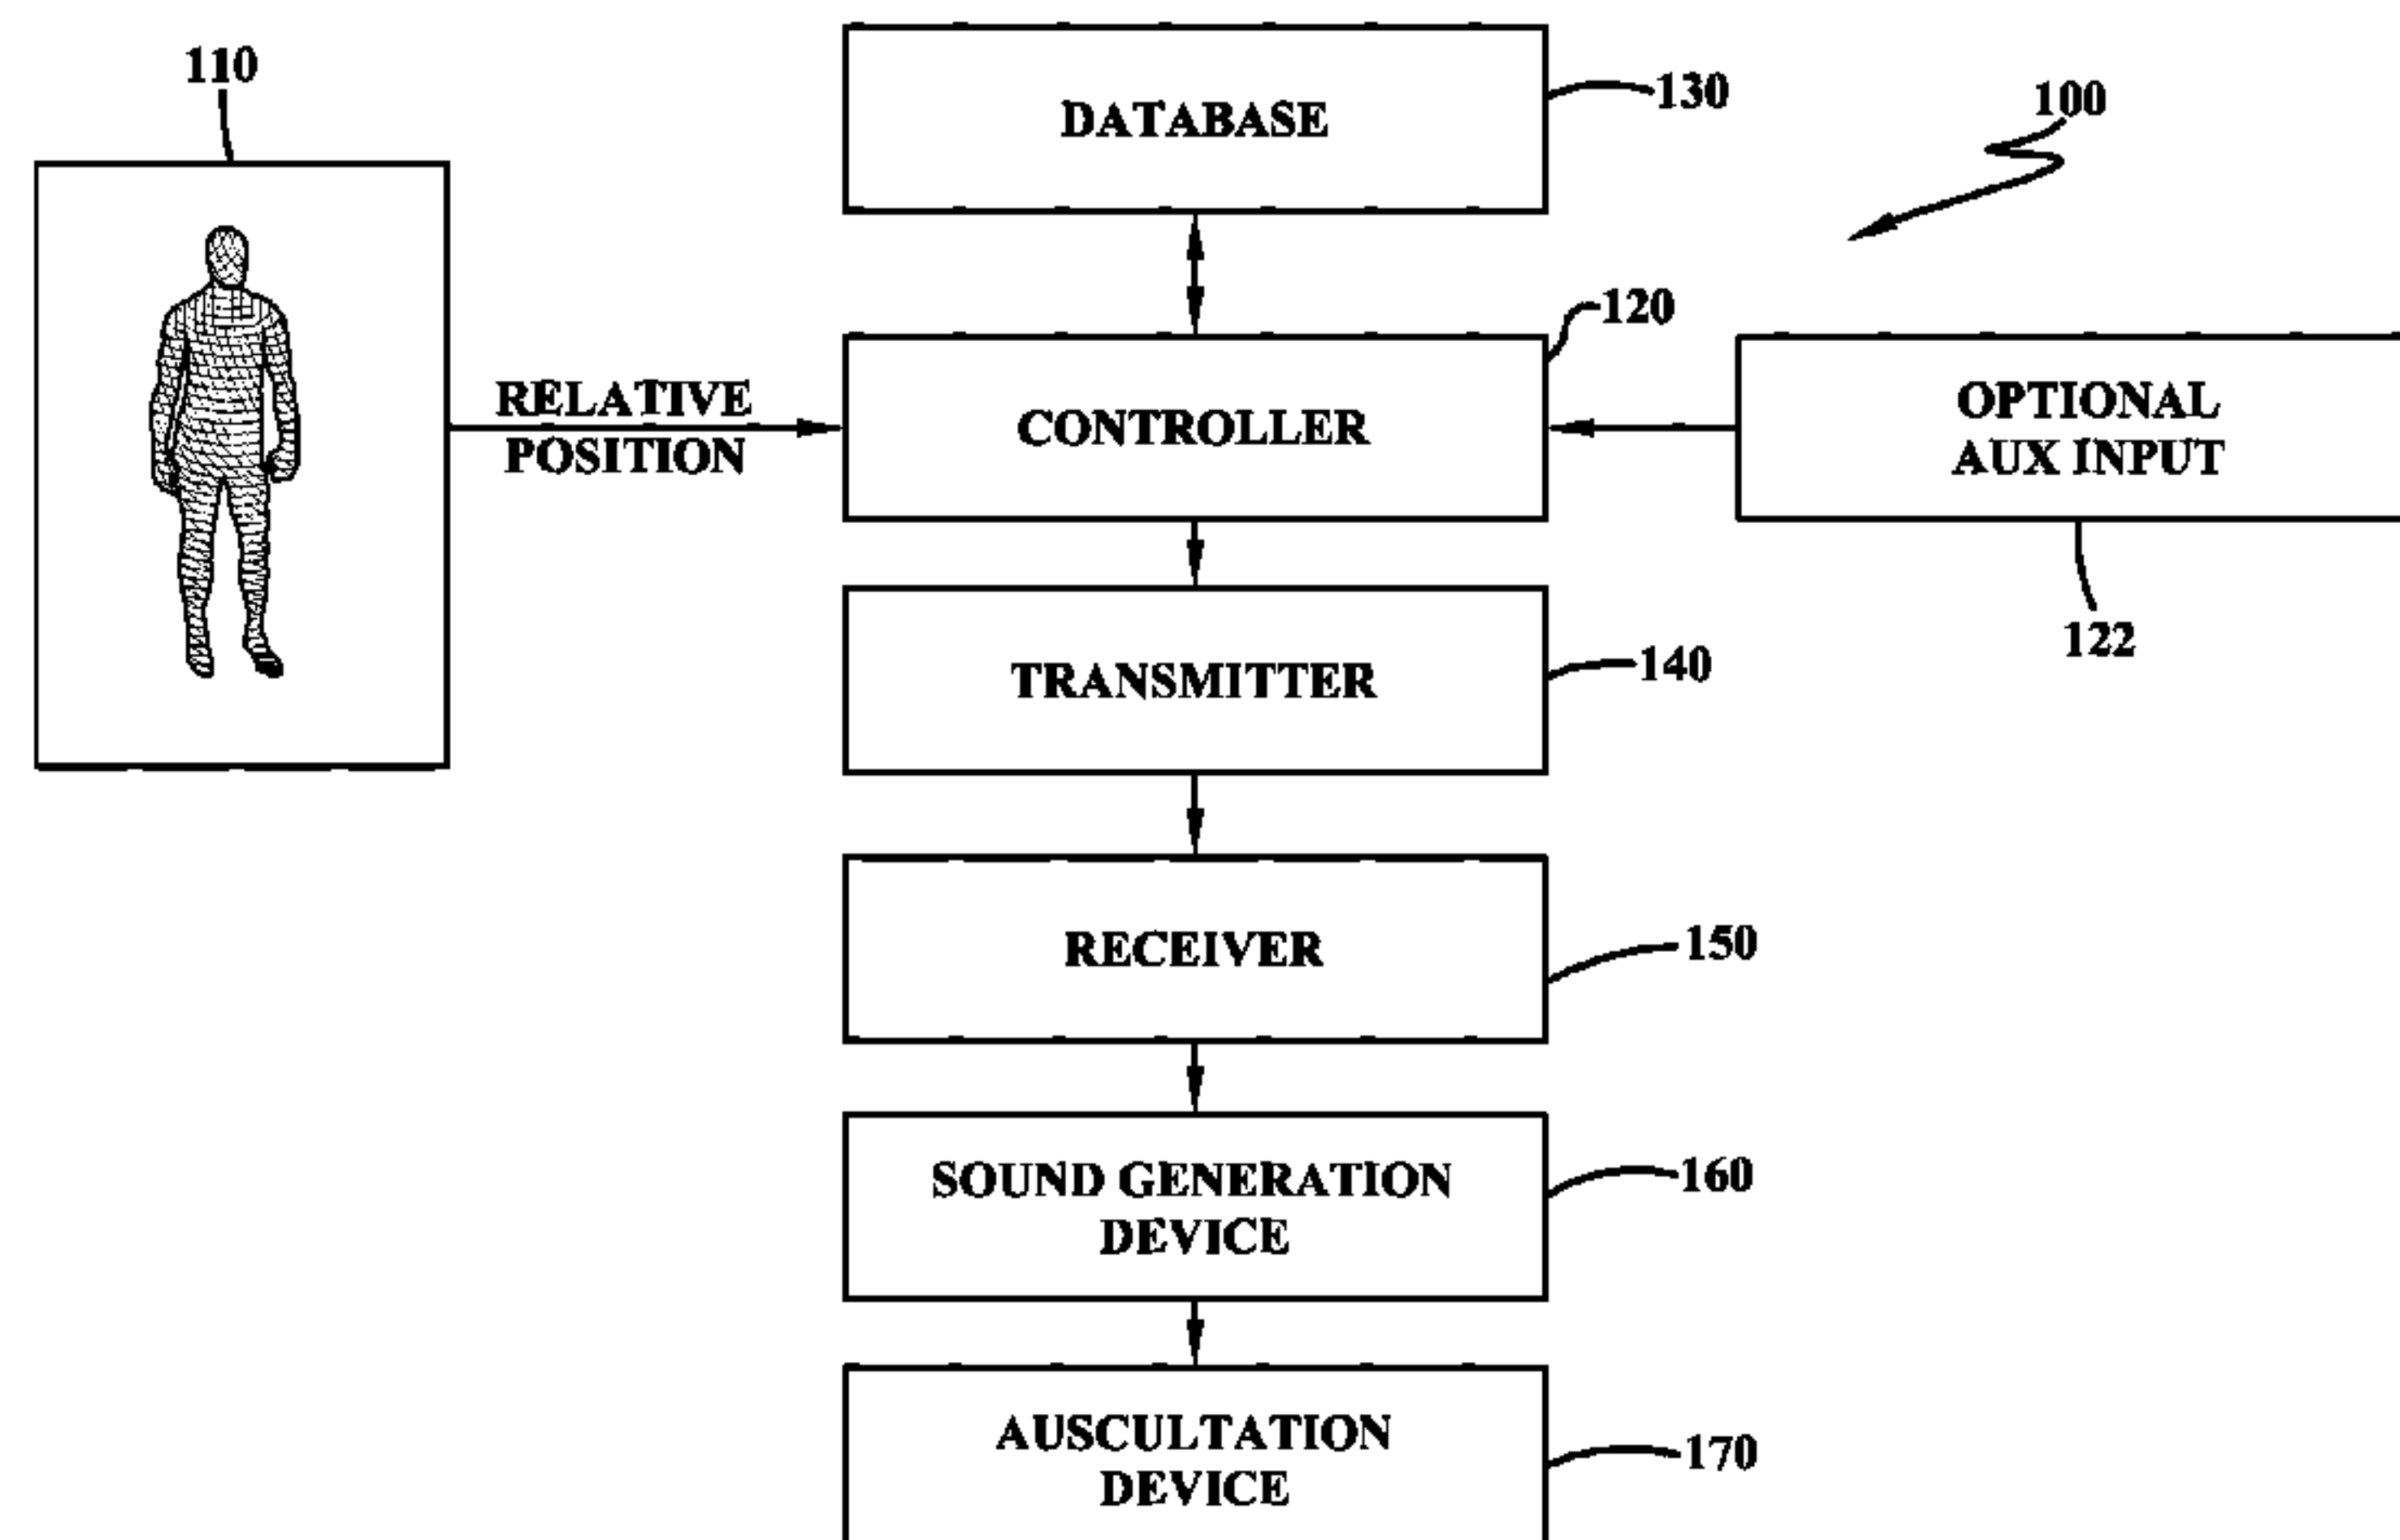 110
DATABASE
130
100
120
RELATIVE
POSITION
CONTROLLER
OPTIONAL
AUX INPUT
122
TRANSMITTER
140
RECEIVER
150
SOUND GENERATION
DEVICE
160
AUSCULTATION
DEVICE
170